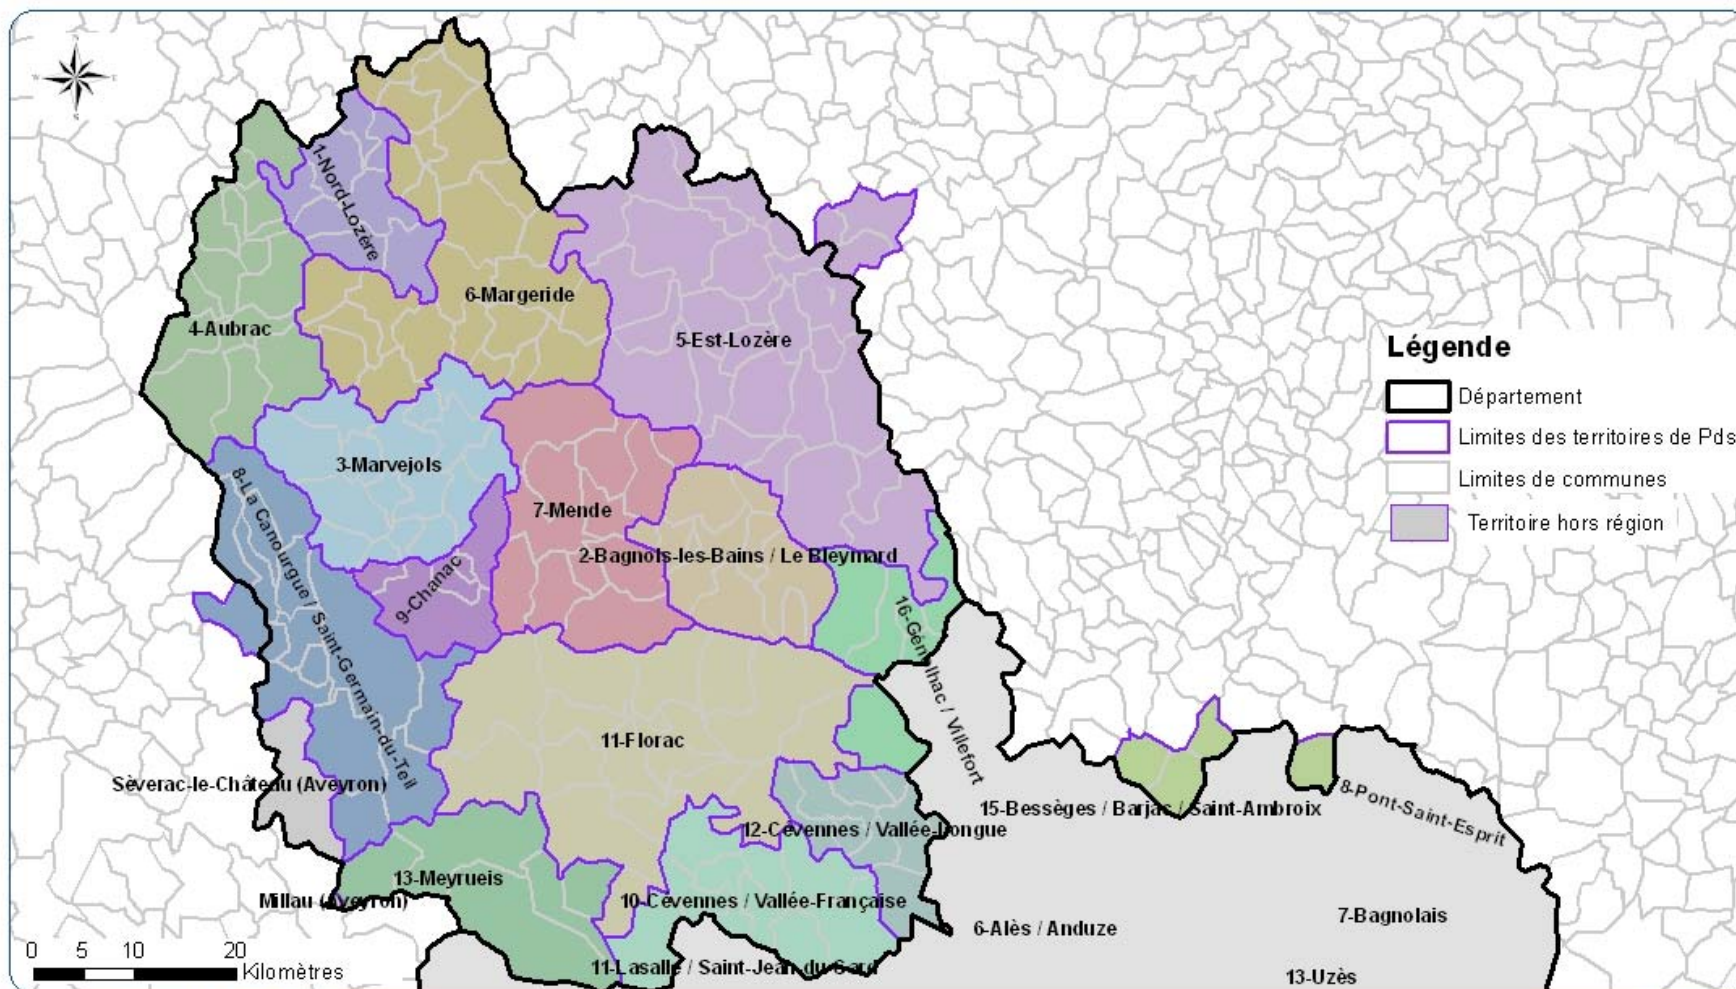 N
E
S
W
1-Nord-Lozère
6-Margeride
4-Aubrac
5-Est-Lozère
Légende
Département
Limites des territoires de Pds
Limites de communes
Territoire hors région
3-Marvejols
8-La Canourgue / Saint-Germain-du-Teil
7-Mende
2-Bagnols-les-Bains / Le Bleymard
9-Chanac
16-Génolhac / Villefort
11-Florac
Sèverac-le-Château (Aveyron)
15-Bessèges / Barjac / Saint-Ambroix
8-Pont-Saint-Esprit
12-Cévennes / Vallée-Longue
13-Meyrueis
Millau (Aveyron)
10-Cévennes / Vallée-Française
6-Alès / Anduze
7-Bagnolais
11-Lasalle / Saint-Jean-du-Gard
13-Uzès
0 5 10 20
Kilomètres